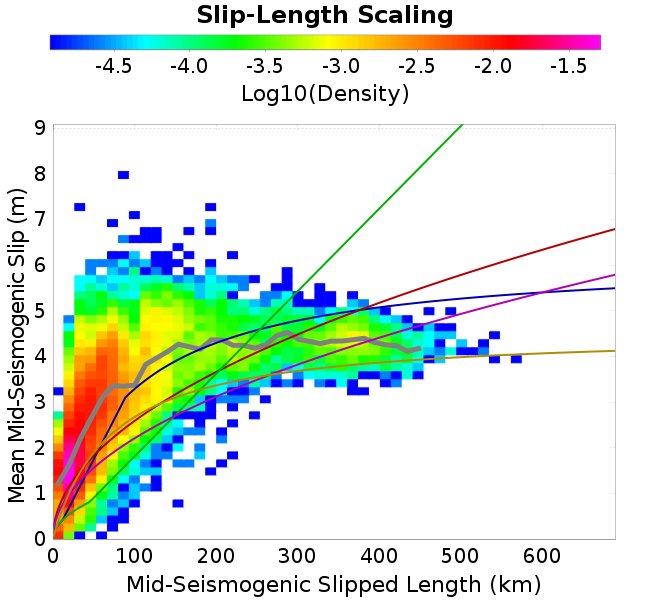 Slip-Length Scaling
-4.5 -4.0 -3.5 -3.0 -2.5 -2.0 -1.5
Log10(Density)
9
8
7
6
5
4
3
2
1
0
Mean Mid-Seismogenic Slip (m)
0 100 200 300 400 500 600
Mid-Seismogenic Slipped Length (km)